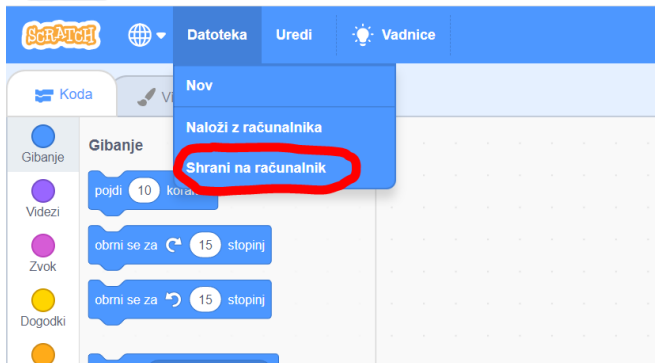 SCRATCH Datoteka Uredi Vadnice
Nov
Naloži z računalnika
Shrani na računalnik
Koda
Gibanje
Videzi
Zvok
Dogodki
Gibanje
pojdi 10
obrni se za 15 stopinj
obrni se za 15 stopinj